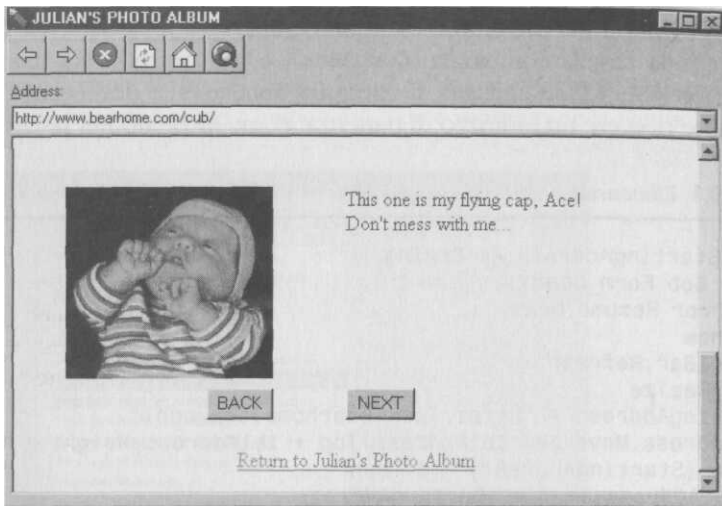 JULIAN'S PHOTO ALBUM
Address:
http://www.bearhome.com/cub/
This one is my flying cap, Ace!
Don't mess with me...
BACK
NEXT
Return to Julian's Photo Album